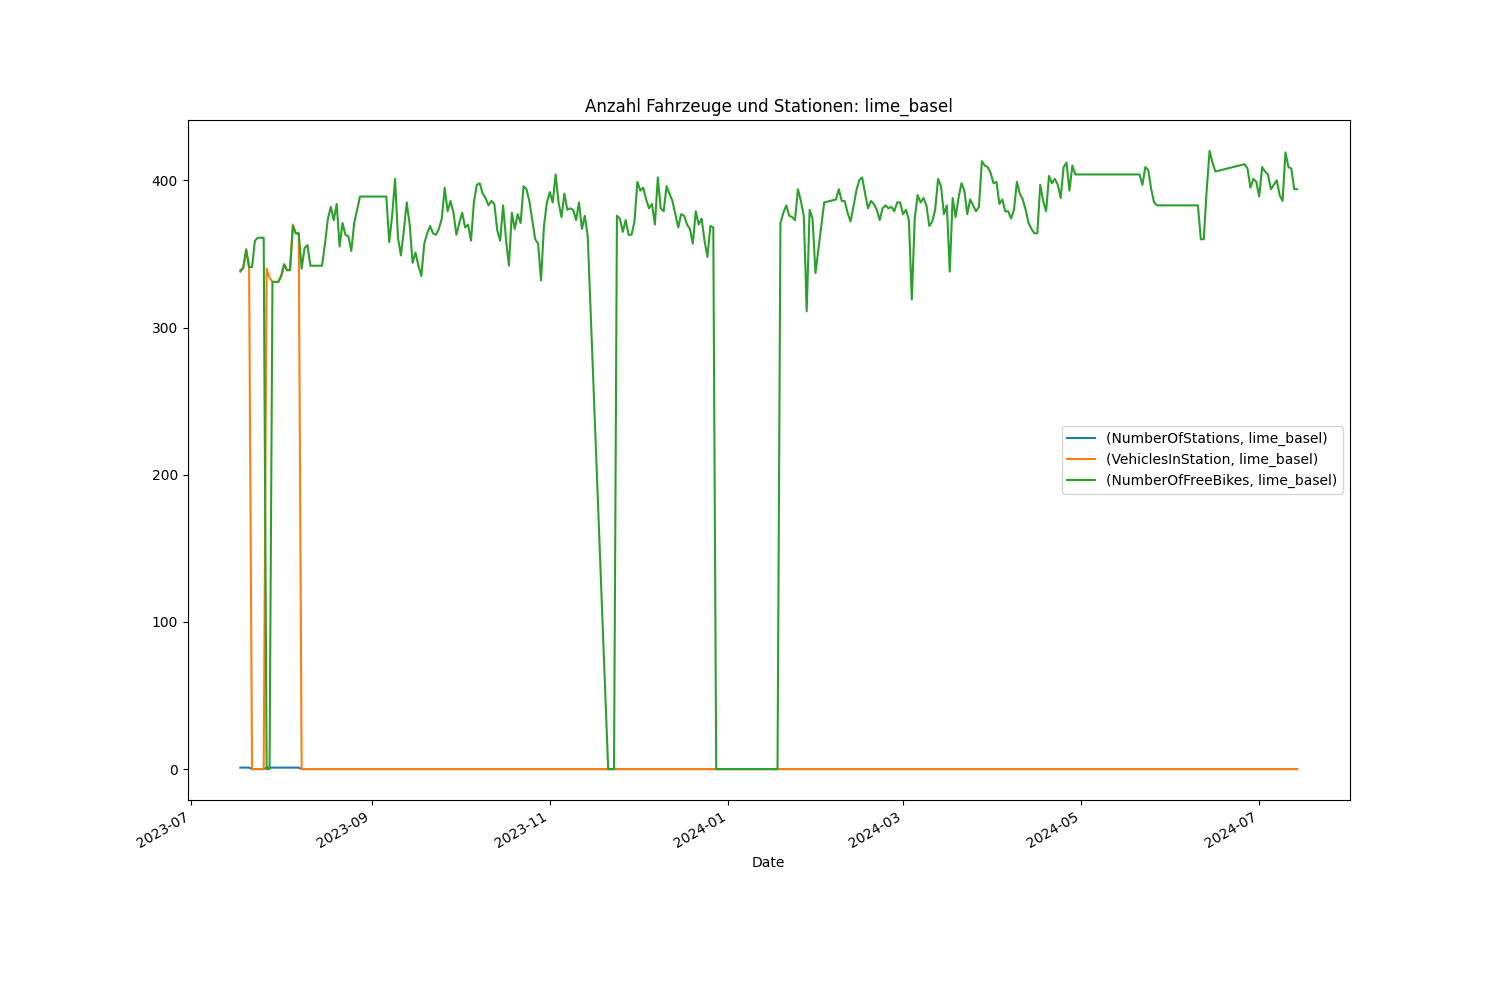 Anzahl Fahrzeuge und Stationen: lime_basel
400
300
200
100
0
(NumberOfStations, lime_basel)
(VehiclesInStation, lime_basel)
(NumberOfFreeBikes, lime_basel)
2023-07
2023-09
2023-11
2024-01
2024-03
2024-05
2024-07
Date